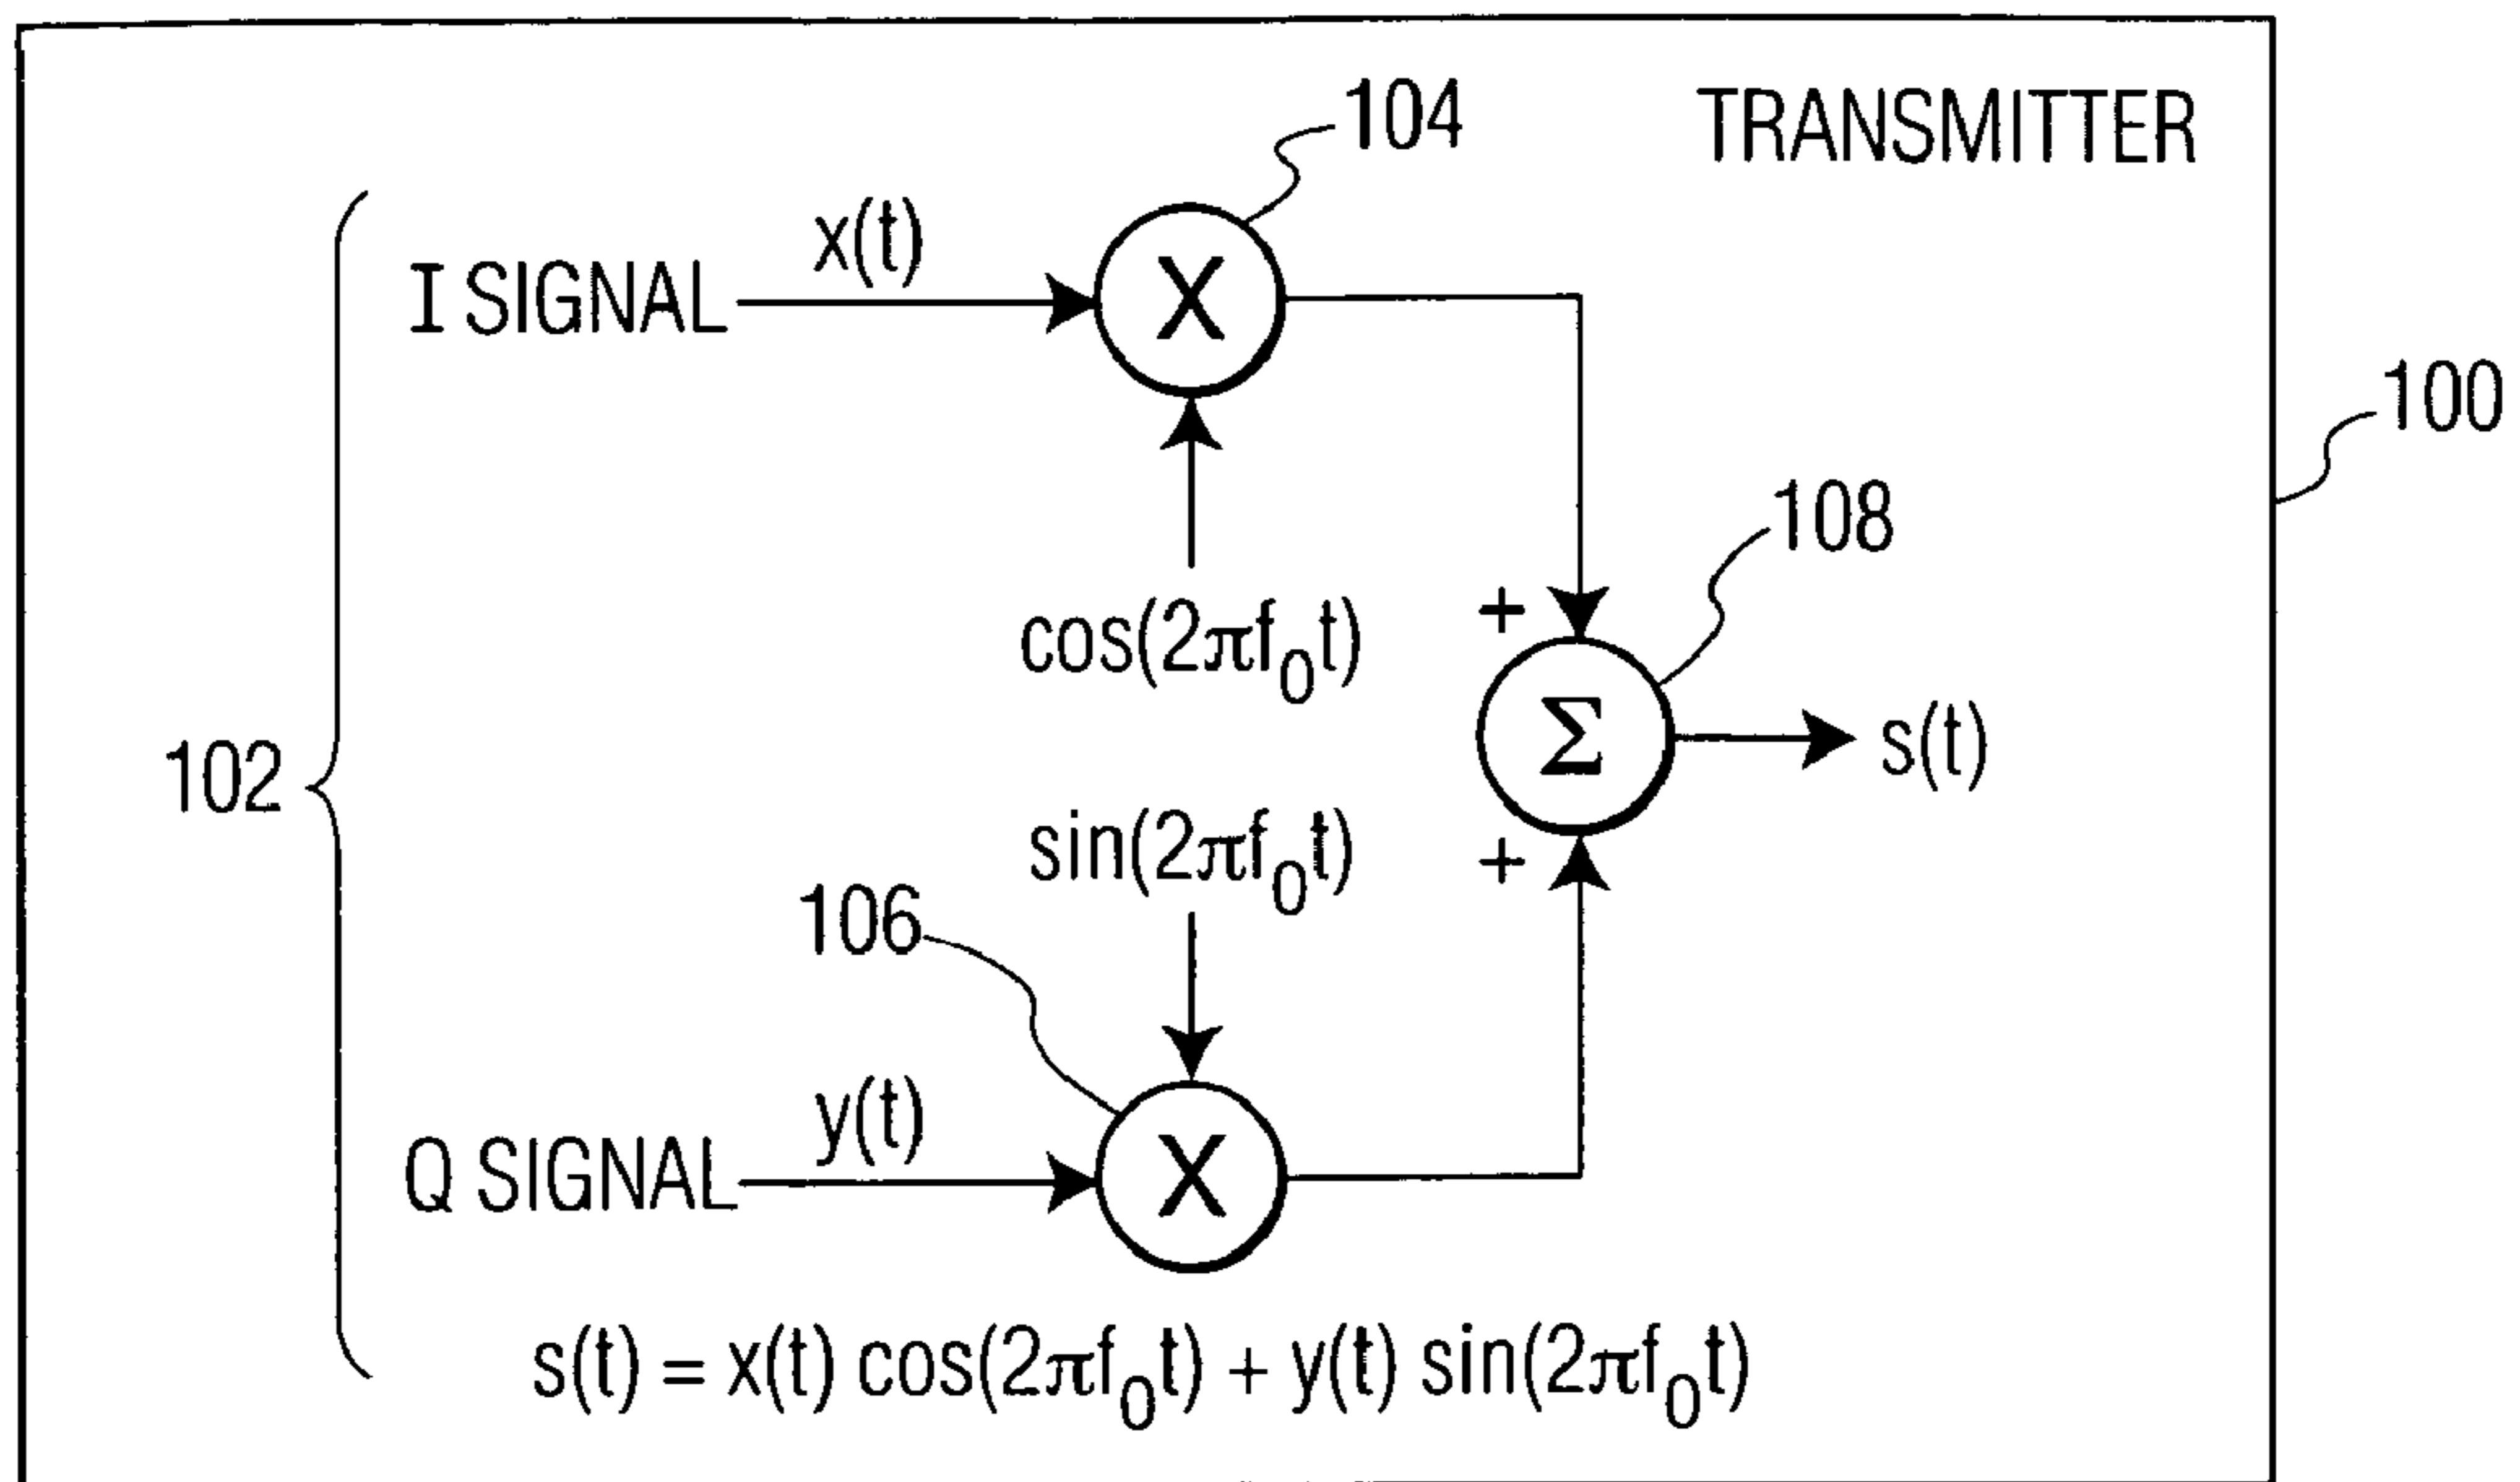 104
TRANSMITTER
x(t)
I SIGNAL
X
100
108
cos(2πf₀t)
+
Σ
s(t)
102
sin(2πf₀t)
+
106
y(t)
Q SIGNAL
X
s(t) = x(t) cos(2πf₀t) + y(t) sin(2πf₀t)